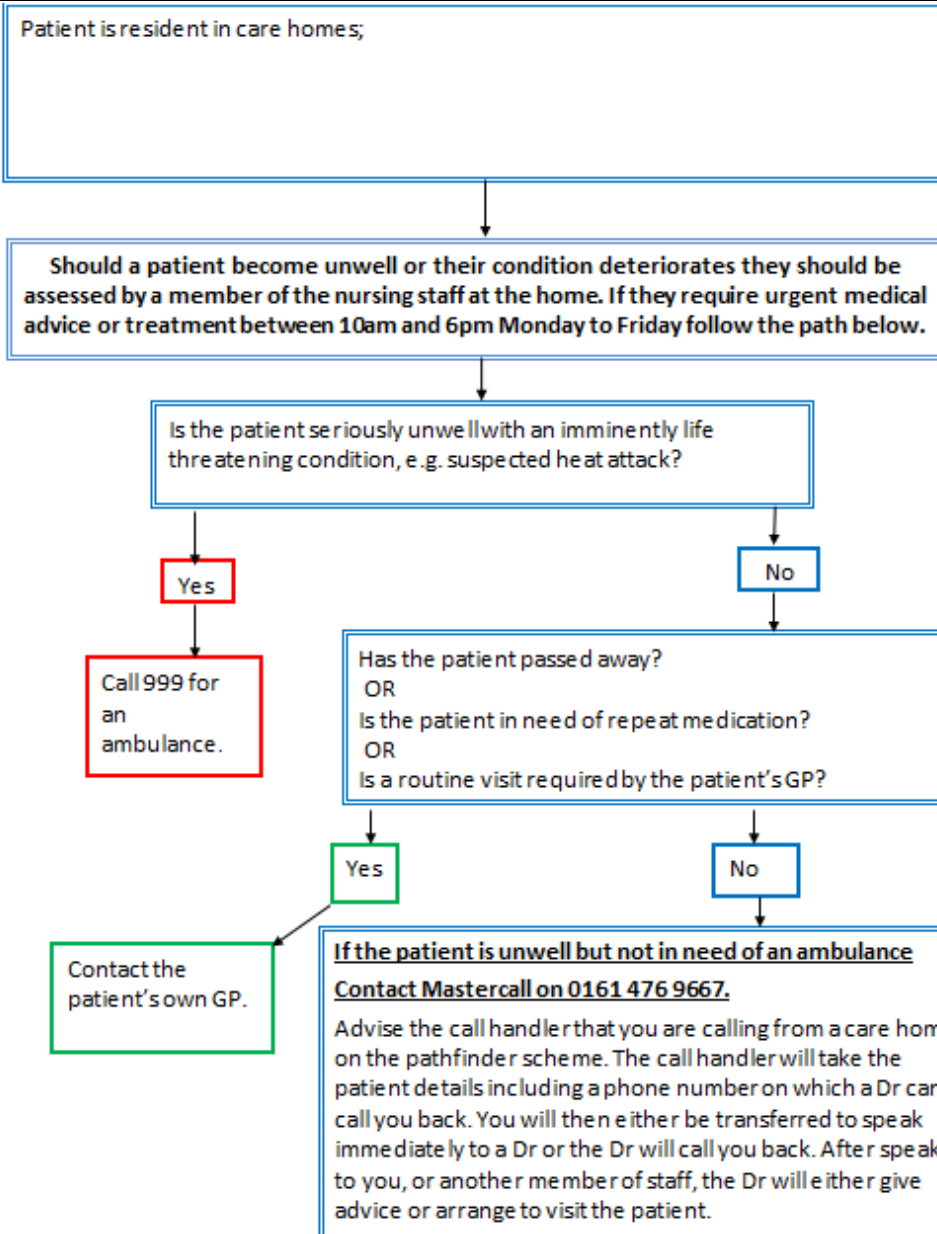 Patient is resident in care homes;
Should a patient become unwell or their condition deteriorates they should be
assessed by a member of the nursing staff at the home. If they require urgent medical
advice or treatment between 10am and 6pm Monday to Friday follow the path below.
Is the patient seriously unwell with an imminently life
threatening condition, e.g. suspected heat attack?
Yes
No
Call 999 for
an
ambulance.
Has the patient passed away?
OR
Is the patient in need of repeat medication?
OR
Is a routine visit required by the patient's GP?
Yes
No
Contact the
patient's own GP.
If the patient is unwell but not in need of an ambulance
Contact Mastercall on 0161 476 9667.
Advise the call handler that you are calling from a care hom
on the pathfinder scheme. The call handler will take the
patient details including a phone number on which a Dr can
call you back. You will then either be transferred to speak
immediately to a Dr or the Dr will call you back. After speak
to you, or another member of staff, the Dr will either give
advice or arrange to visit the patient.